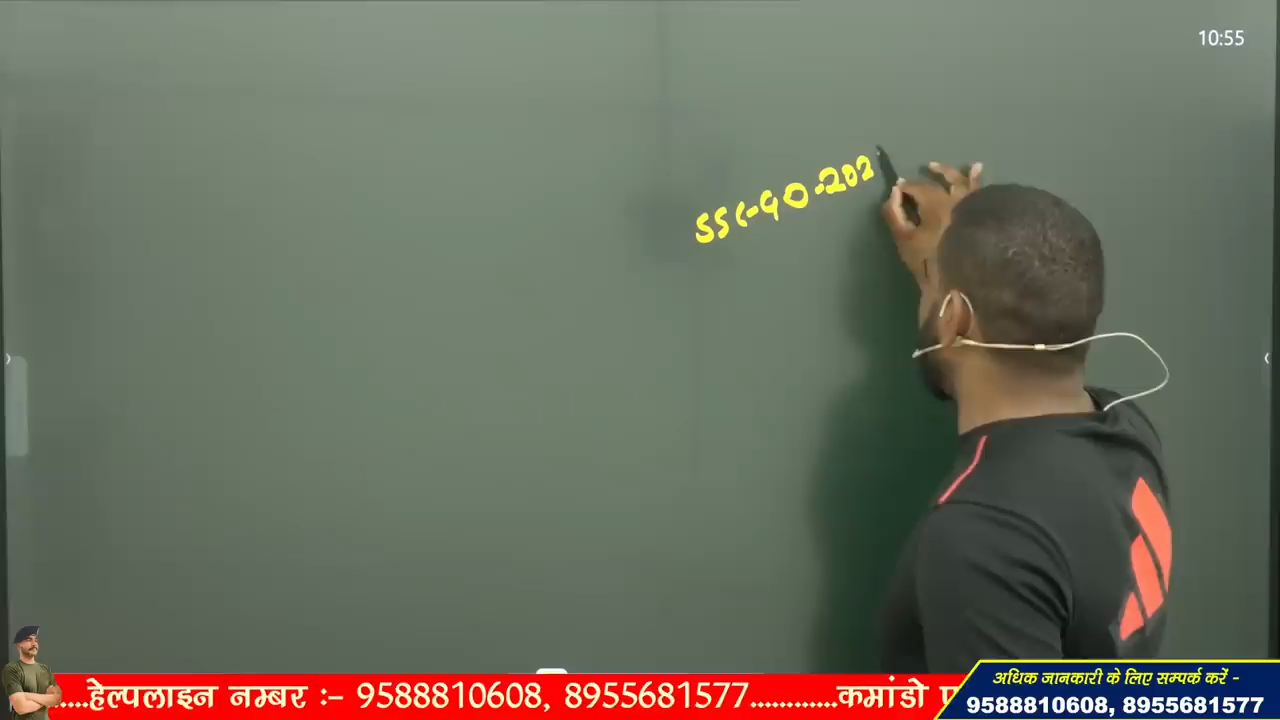 10:55
SSC-GD-202
.....हेल्पलाइन नम्बर :- 9588810608, 8955681577............कमांडो
अधिक जानकारी के लिए सम्पर्क करें -
9588810608, 8955681577